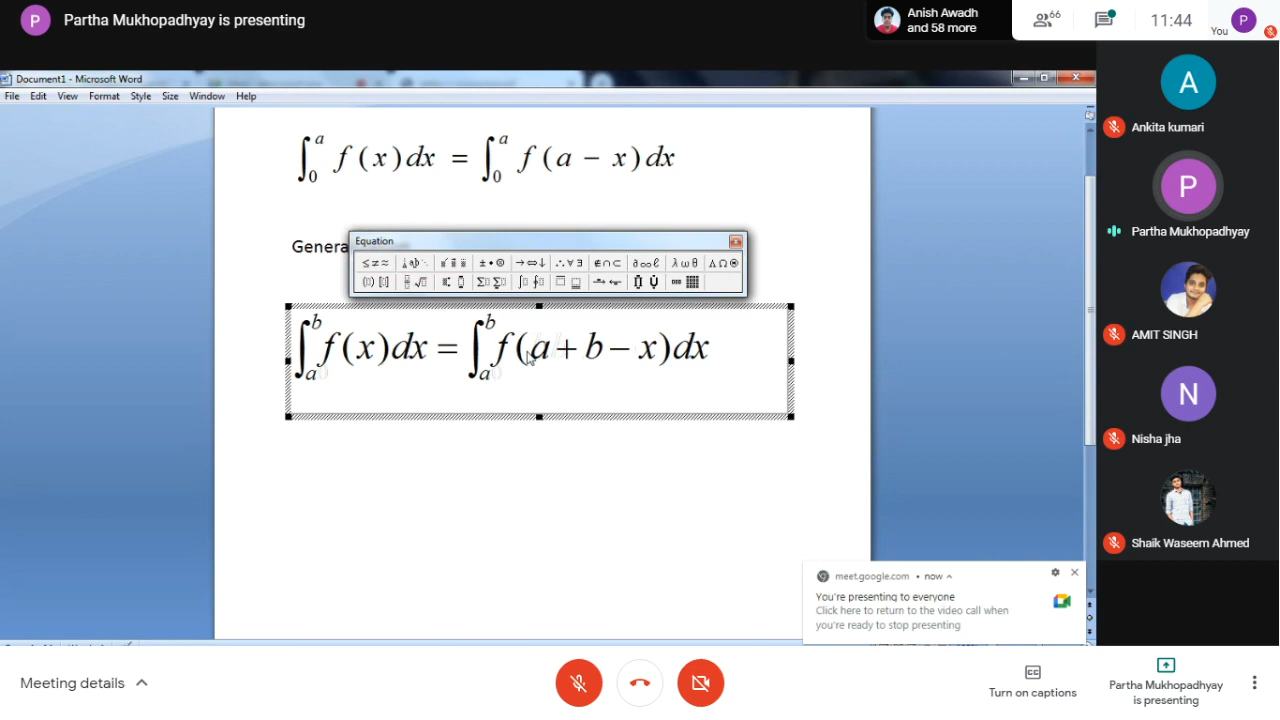 P Partha Mukhopadhyay is presenting
Anish Awadh
and 58 more
66
11:44
You
P
Document1 - Microsoft Word
File Edit View Format Style Size Window Help
∫₀ᵃ f (x) dx = ∫₀ᵃ f (a − x) dx
Genera
Equation
∫ₐᵇ f(x)dx = ∫ₐᵇ f(a + b − x)dx
A
Ankita kumari
P
Partha Mukhopadhyay
AMIT SINGH
N
Nisha jha
Shaik Waseem Ahmed
meet.google.com • now
You're presenting to everyone
Click here to return to the video call when
you're ready to stop presenting
Meeting details
CC
Turn on captions
Partha Mukhopadhyay
is presenting